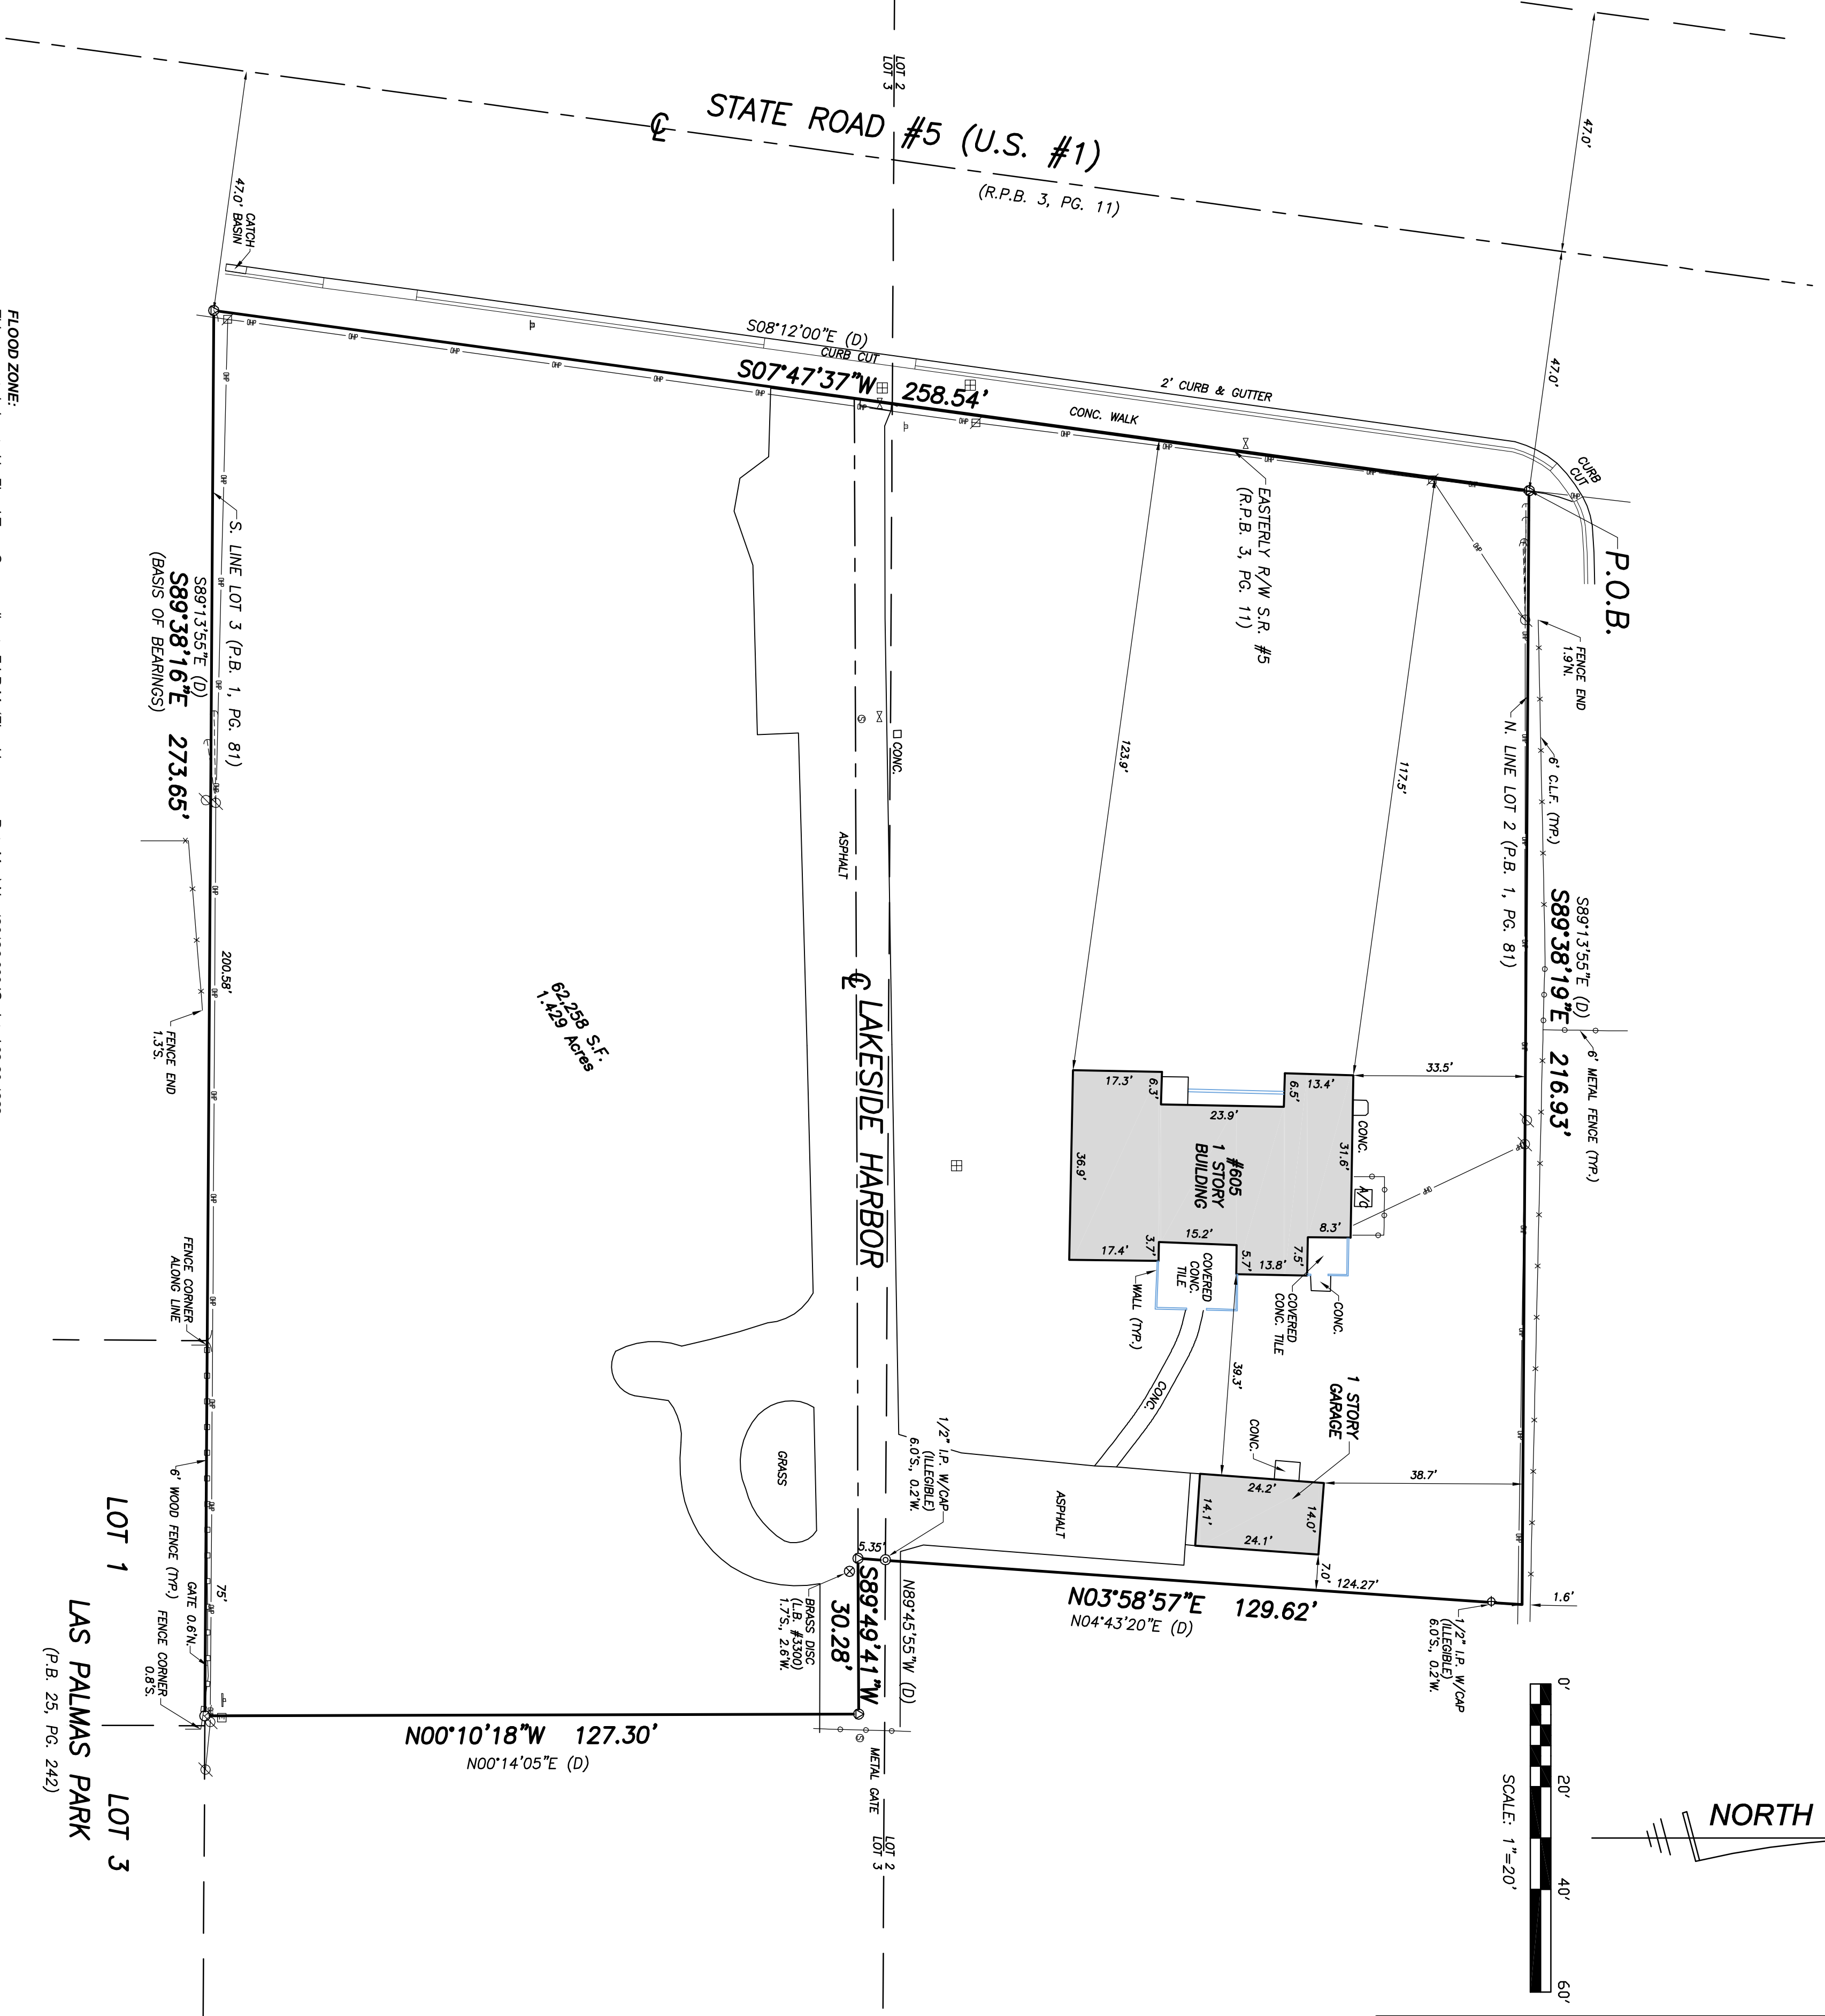 LOT 2
LOT 3
STATE ROAD #5 (U.S. #1)
(R.P.B. 3, PG. 11)
47.0'
47.0'
47.0'
CATCH
BASIN
S08°12'00"E (D)
CURB CUT
S07°47'37"W 258.54'
2' CURB & GUTTER
CONC. WALK
CURB
CUT
P.O.B.
EASTERLY R/W S.R. #5
(R.P.B. 3, PG. 11)
FENCE END
1.9'N.
6' C.L.F. (TYP.)
N. LINE LOT 2 (P.B. 1, PG. 81)
S89°13'55"E (D)
S89°38'19"E 216.93'
6' METAL FENCE (TYP.)
123.9'
117.5'
33.5'
S. LINE LOT 3 (P.B. 1, PG. 81)
S89°13'55"E (D)
S89°38'16"E 273.65'
(BASIS OF BEARINGS)
FLOOD ZONE:
CONC.
ASPHALT
℄ LAKESIDE HARBOR
62,258 S.F.
1.429 Acres
200.58'
FENCE END
1.3'S.
17.3'
6.3'
23.9'
6.5'
13.4'
CONC.
31.6'
A/C
#605
1 STORY
BUILDING
36.9'
17.4'
3.7'
15.2'
5.7'
13.8'
7.5'
8.3'
COVERED
CONC.
TILE
WALL (TYP.)
COVERED
CONC. TILE
CONC.
39.3'
CONC.
1 STORY
GARAGE
CONC.
24.2'
14.1'
14.0'
24.1'
38.7'
7.0'
124.27'
1.6'
ASPHALT
GRASS
1/2" I.P. W/CAP
(ILLEGIBLE)
6.0'S., 0.2'W.
5.35'
S89°49'41"W
30.28'
N89°45'55"W (D)
BRASS DISC
(L.B. #3300)
1.7'S., 2.6'W.
N03°58'57"E 129.62'
N04°43'20"E (D)
1/2" I.P. W/CAP
(ILLEGIBLE)
6.0'S., 0.2'W.
FENCE CORNER
ALONG LINE
6' WOOD FENCE (TYP.)
75'
GATE 0.6'N.
FENCE CORNER
0.8'S.
N00°10'18"W 127.30'
N00°14'05"E (D)
METAL GATE
LOT 2
LOT 3
LOT 1
LOT 3
LAS PALMAS PARK
(P.B. 25, PG. 242)
0' 20' 40' 60'
SCALE: 1"=20'
NORTH